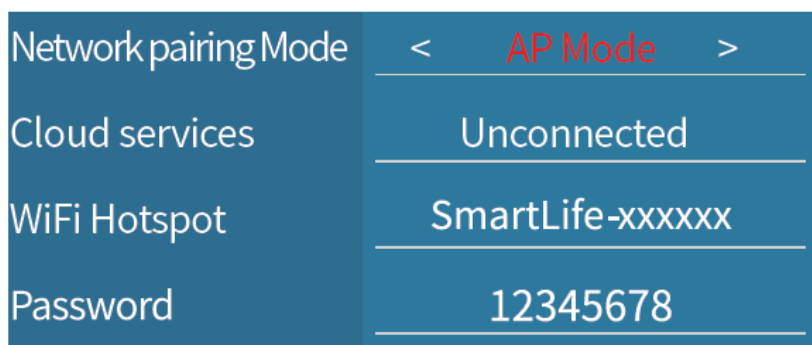 Network pairing Mode < AP Mode >
Cloud services Unconnected
WiFi Hotspot SmartLife-xxxxxx
Password 12345678